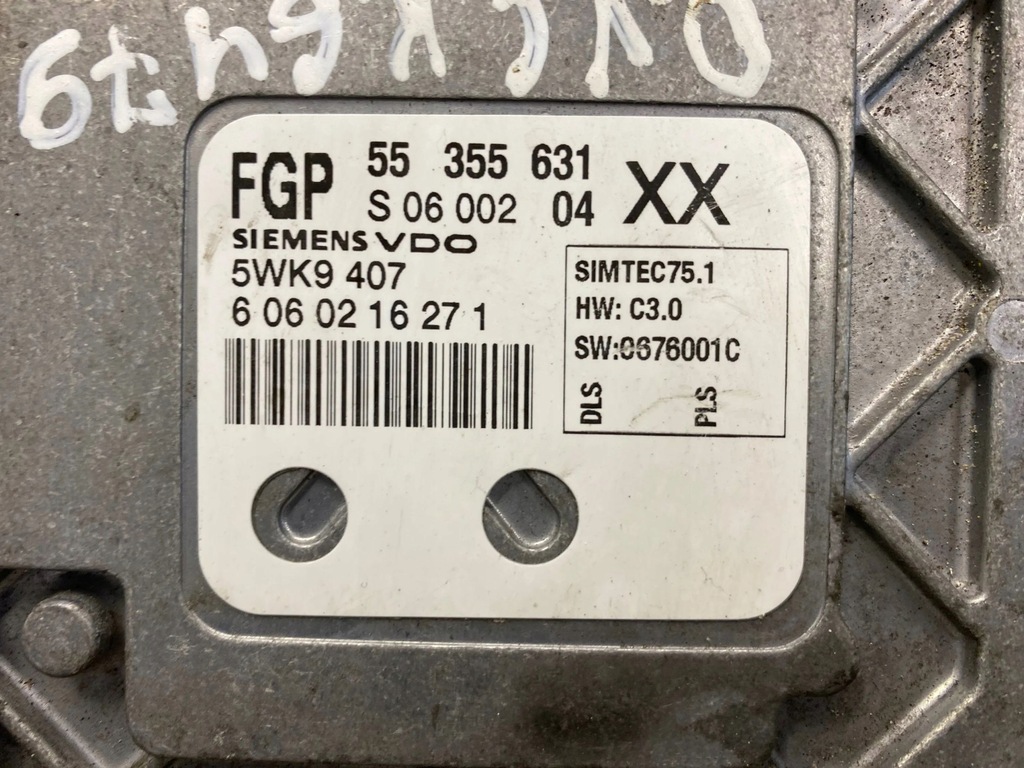 FGP 55 355 631 XX
S 06 002 04
SIEMENS VDO
5WK9 407
6 06 02 16 27 1
SIMTEC75.1
HW: C3.0
SW:0676001C
DLS PLS